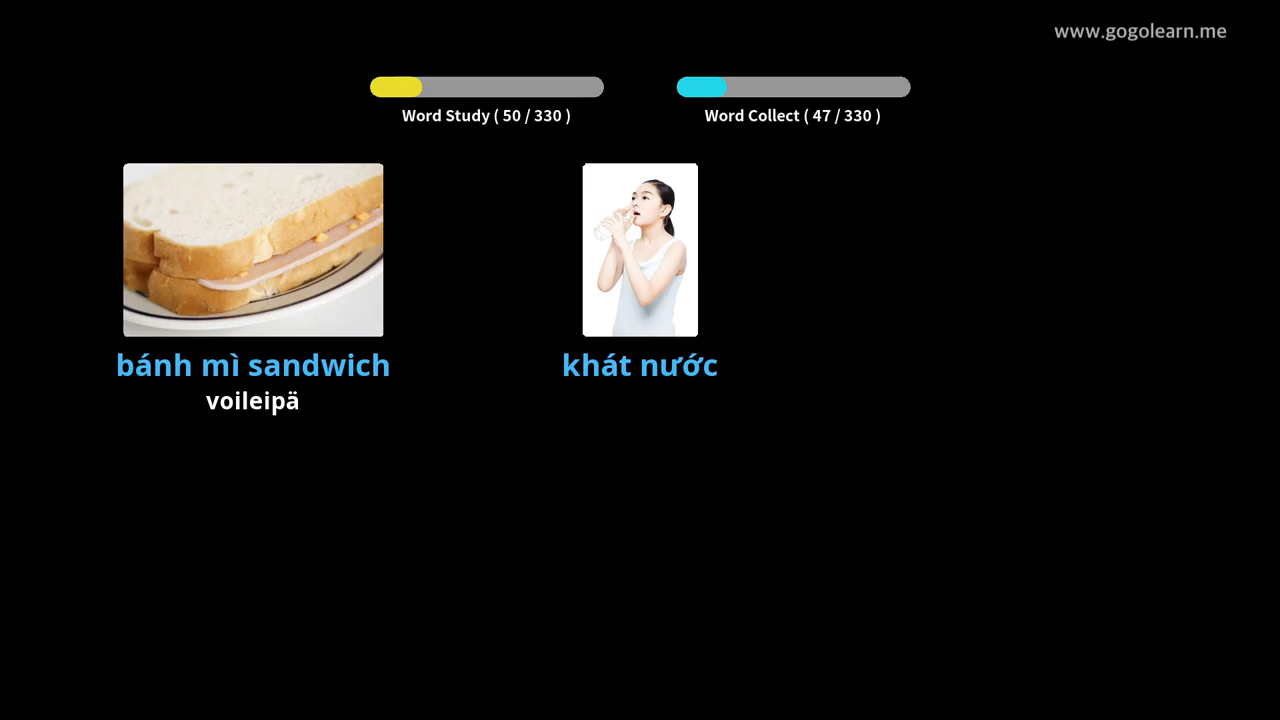 www.gogolearn.me
Word Study ( 50 / 330 )
Word Collect ( 47 / 330 )
bánh mì sandwich
voileipä
khát nước